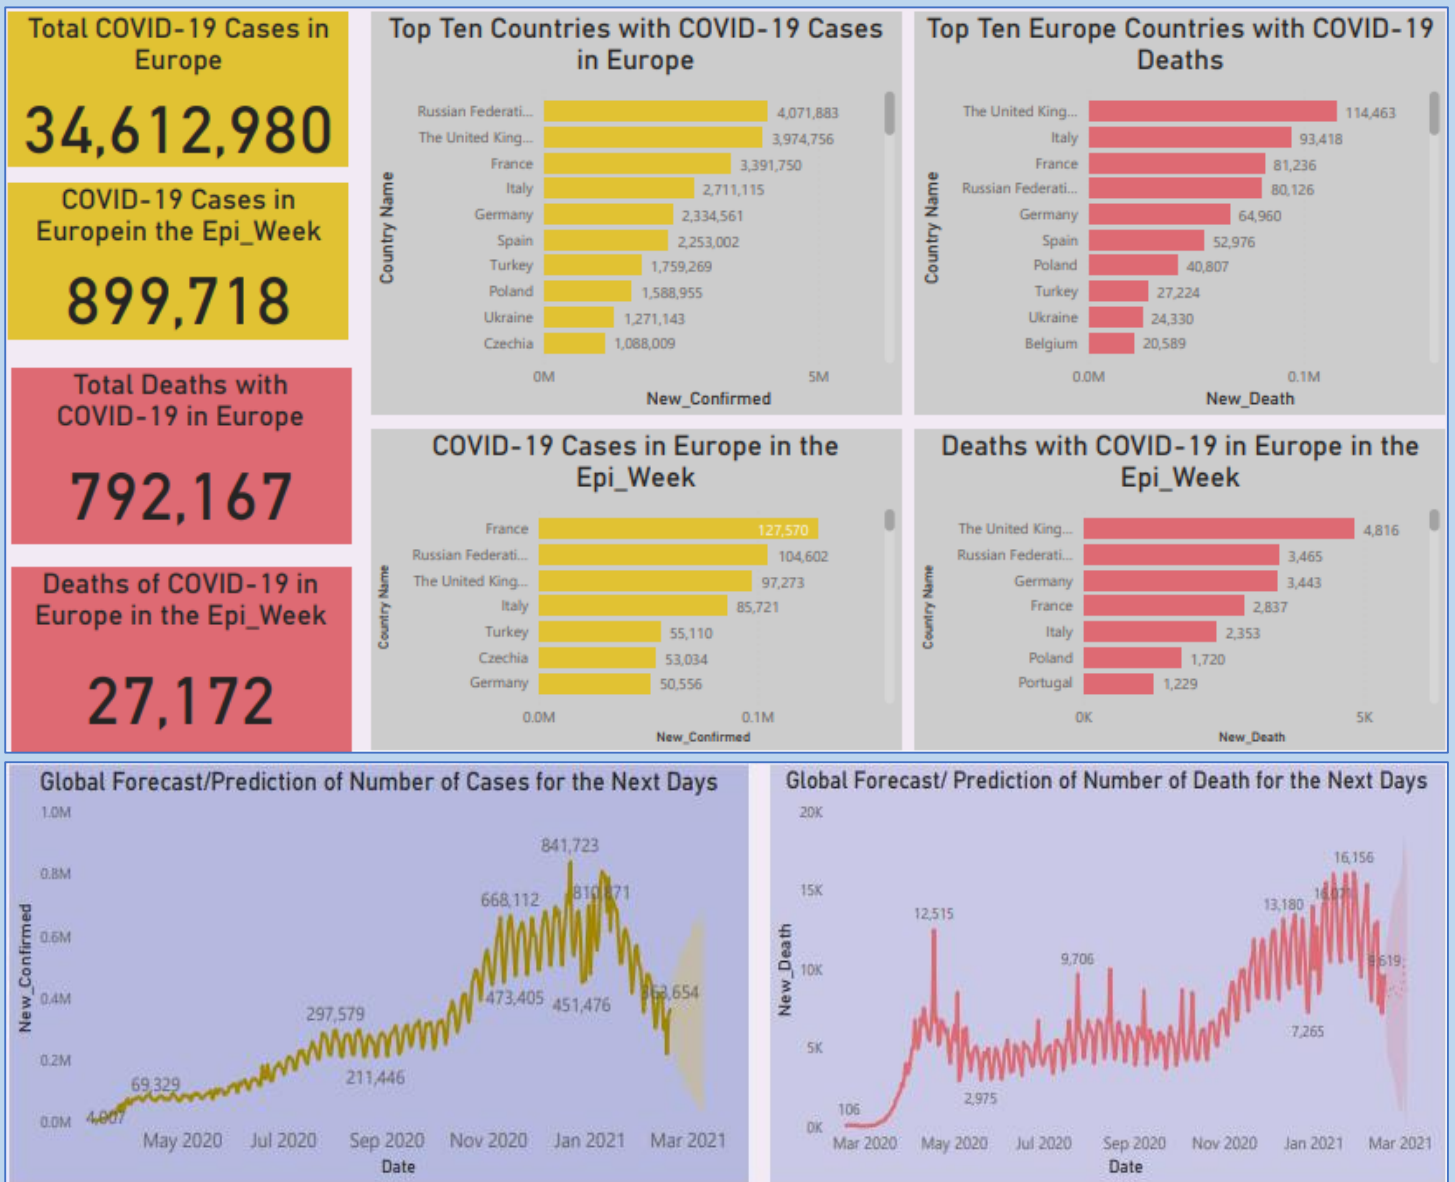 Total COVID-19 Cases in
Europe
34,612,980
COVID-19 Cases in
Europein the Epi_Week
899,718
Total Deaths with
COVID-19 in Europe
792,167
Deaths of COVID-19 in
Europe in the Epi_Week
27,172
Top Ten Countries with COVID-19 Cases
in Europe
Country Name
Russian Federati... 4,071,883
The United King... 3,974,756
France 3,391,750
Italy 2,711,115
Germany 2,334,561
Spain 2,253,002
Turkey 1,759,269
Poland 1,588,955
Ukraine 1,271,143
Czechia 1,088,009
0M 5M
New_Confirmed
Top Ten Europe Countries with COVID-19
Deaths
Country Name
The United King... 114,463
Italy 93,418
France 81,236
Russian Federati... 80,126
Germany 64,960
Spain 52,976
Poland 40,807
Turkey 27,224
Ukraine 24,330
Belgium 20,589
0.0M 0.1M
New_Death
COVID-19 Cases in Europe in the
Epi_Week
Country Name
France 127,570
Russian Federati... 104,602
The United King... 97,273
Italy 85,721
Turkey 55,110
Czechia 53,034
Germany 50,556
0.0M 0.1M
New_Confirmed
Deaths with COVID-19 in Europe in the
Epi_Week
Country Name
The United King... 4,816
Russian Federati... 3,465
Germany 3,443
France 2,837
Italy 2,353
Poland 1,720
Portugal 1,229
0K 5K
New_Death
Global Forecast/Prediction of Number of Cases for the Next Days
New_Confirmed
1.0M
0.8M
0.6M
0.4M
0.2M
0.0M
841,723
810,871
668,112
473,405
451,476
363,654
297,579
211,446
69,329
4,007
May 2020 Jul 2020 Sep 2020 Nov 2020 Jan 2021 Mar 2021
Date
Global Forecast/ Prediction of Number of Death for the Next Days
New_Death
20K
15K
10K
5K
0K
16,156
13,180
12,515
9,706
9,619
7,265
2,975
106
Mar 2020 May 2020 Jul 2020 Sep 2020 Nov 2020 Jan 2021 Mar 2021
Date